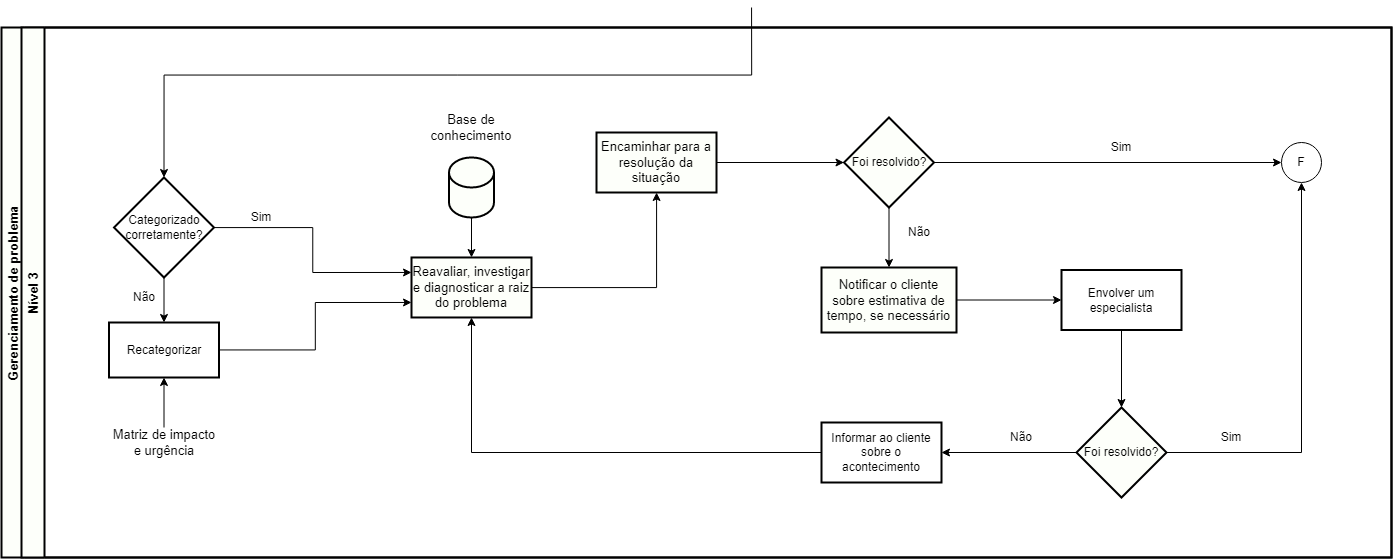 Gerenciamento de problema
Nível 3
Categorizado
corretamente?
Sim
Não
Recategorizar
Matriz de impacto
e urgência
Base de
conhecimento
Reavaliar, investigar
e diagnosticar a raiz
do problema
Encaminhar para a
resolução da
situação
Foi resolvido?
Sim
F
Não
Notificar o cliente
sobre estimativa de
tempo, se necessário
Envolver um
especialista
Foi resolvido?
Sim
Não
Informar ao cliente
sobre o
acontecimento